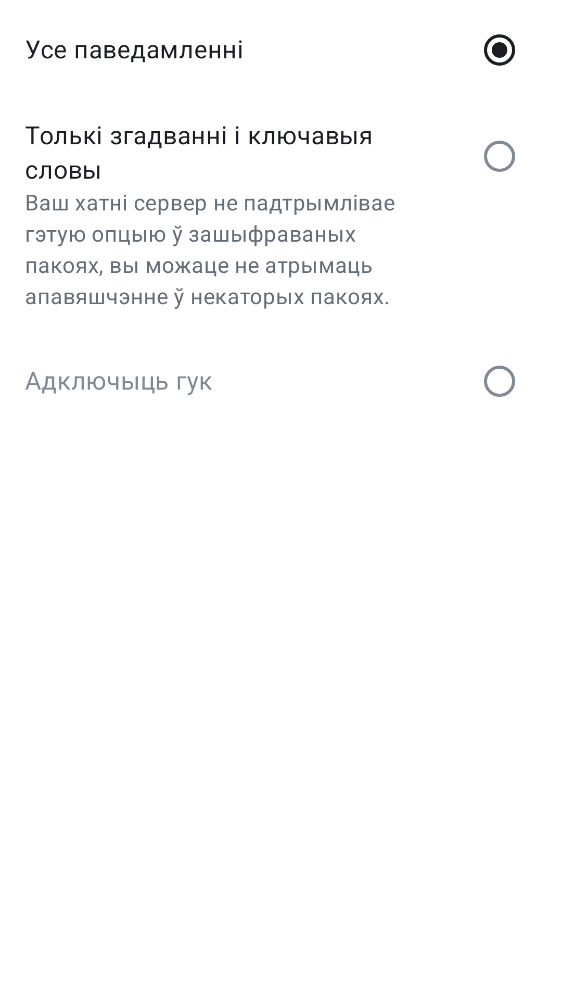 Усе паведамленні
Толькі згадванні і ключавыя
словы
Ваш хатні сервер не падтрымлівае
гэтую опцыю ў зашыфраваных
пакоях, вы можаце не атрымаць
апавяшчэнне ў некаторых пакоях.
Адключыць гук